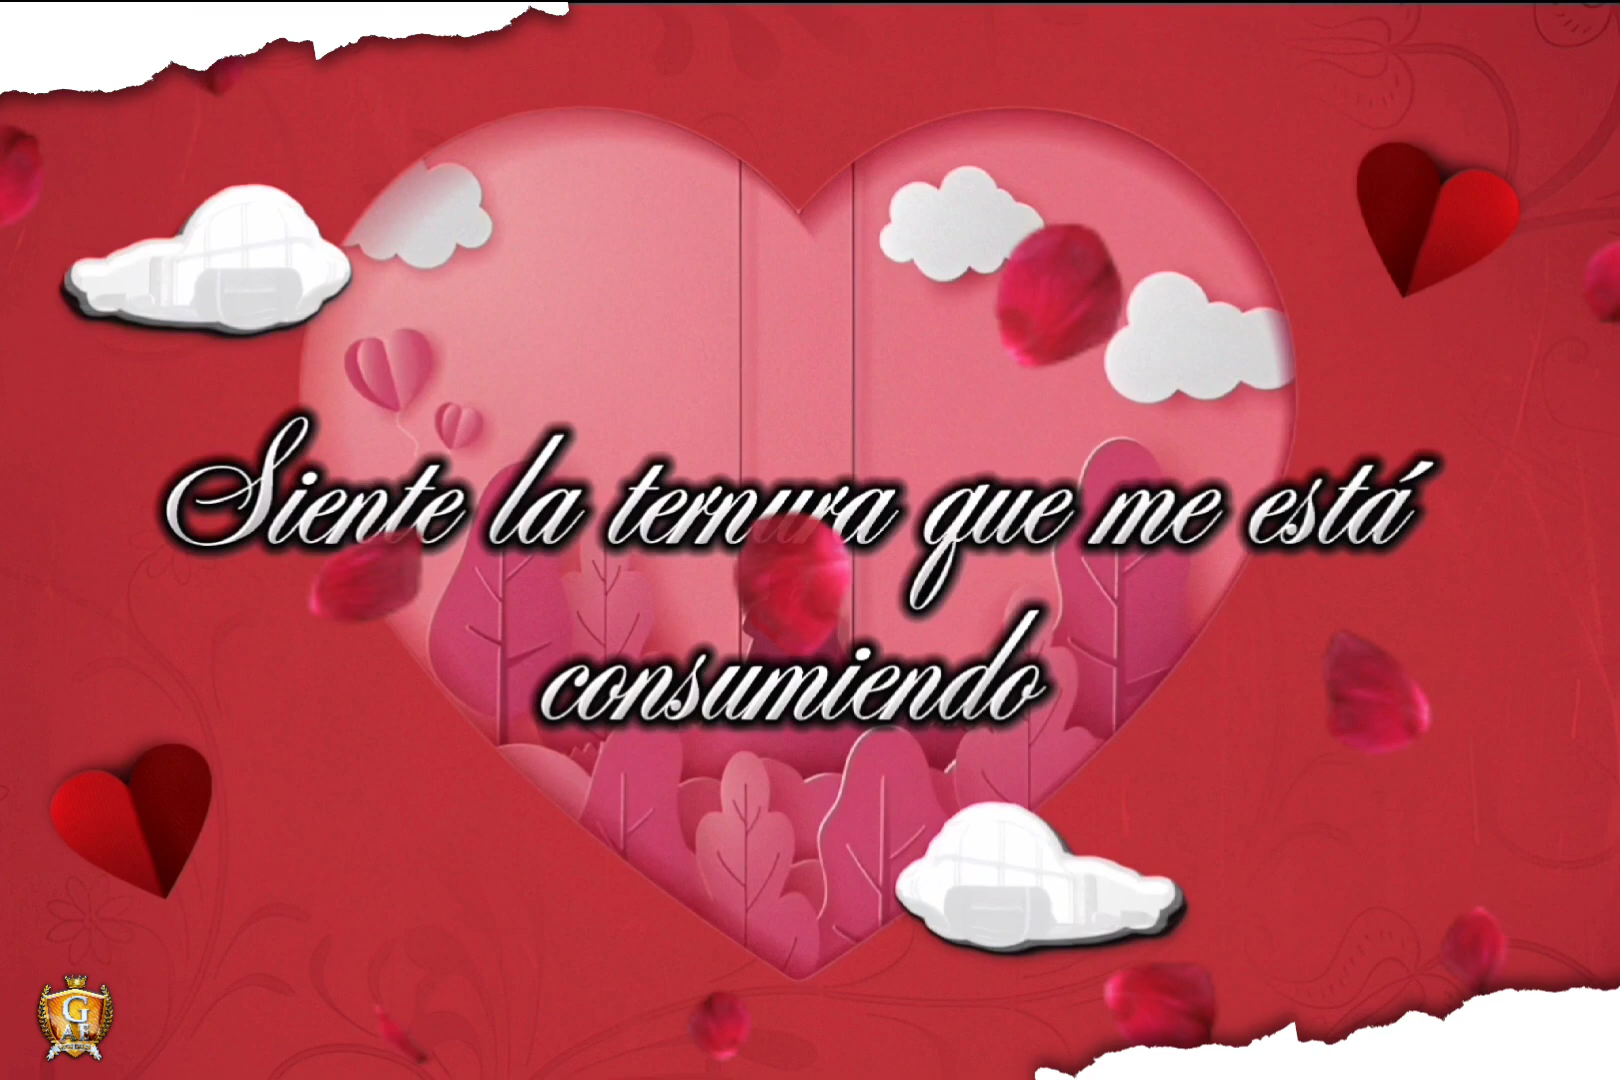 Siente la ternura que me está
consumiendo
G